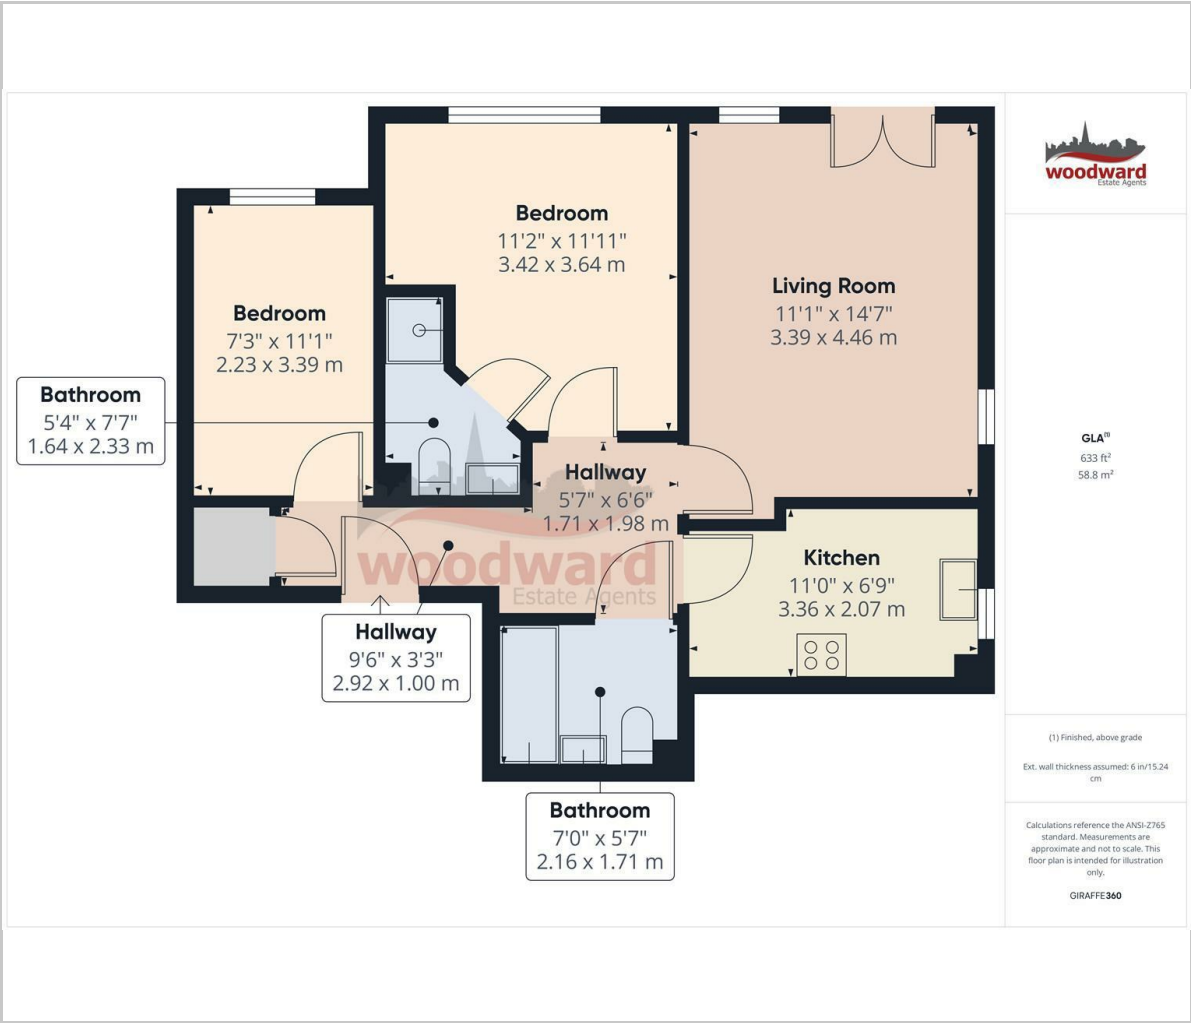 Bedroom
11'2" x 11'11"
3.42 x 3.64 m
Living Room
11'1" x 14'7"
3.39 x 4.46 m
Bedroom
7'3" x 11'1"
2.23 x 3.39 m
Bathroom
5'4" x 7'7"
1.64 x 2.33 m
Hallway
5'7" x 6'6"
1.71 x 1.98 m
woodward
Estate Agents
Kitchen
11'0" x 6'9"
3.36 x 2.07 m
Hallway
9'6" x 3'3"
2.92 x 1.00 m
Bathroom
7'0" x 5'7"
2.16 x 1.71 m
woodward
Estate Agents
GLA(1)
633 ft²
58.8 m²
(1) Finished, above grade
Ext. wall thickness assumed: 6 in/15.24
cm
Calculations reference the ANSI-Z765
standard. Measurements are
approximate and not to scale. This
floor plan is intended for illustration
only.
GIRAFFE360